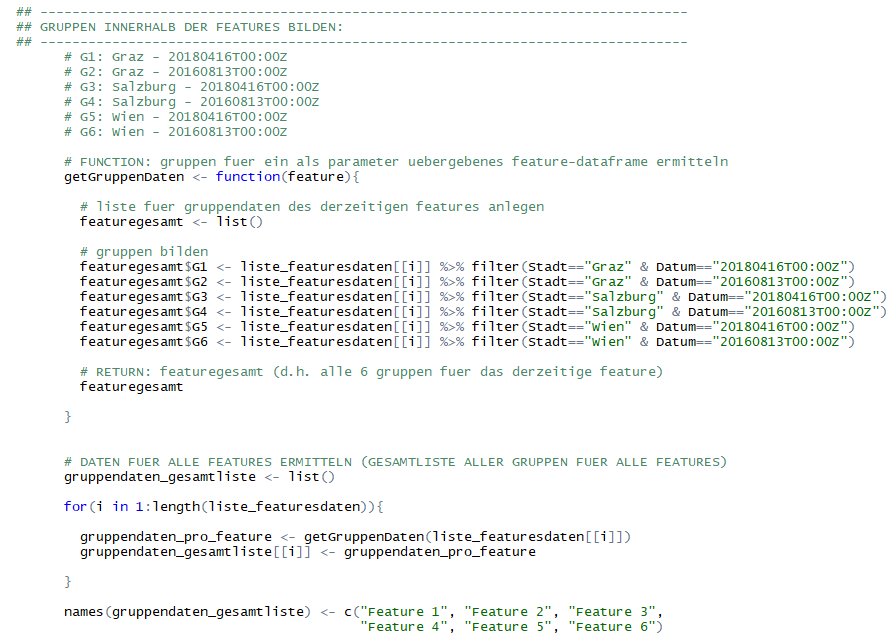 ## ---------------------------------------------------------------------------------
## GRUPPEN INNERHALB DER FEATURES BILDEN:
## ---------------------------------------------------------------------------------
# G1: Graz - 20180416T00:00Z
# G2: Graz - 20160813T00:00Z
# G3: Salzburg - 20180416T00:00Z
# G4: Salzburg - 20160813T00:00Z
# G5: Wien - 20180416T00:00Z
# G6: Wien - 20160813T00:00Z
# FUNCTION: gruppen fuer ein als parameter uebergebenes feature-dataframe ermitteln
getGruppenDaten <- function(feature){
# liste fuer gruppendaten des derzeitigen features anlegen
featuregesamt <- list()
# gruppen bilden
featuregesamt$G1 <- liste_featuresdaten[[i]] %>% filter(Stadt=="Graz" & Datum=="20180416T00:00Z")
featuregesamt$G2 <- liste_featuresdaten[[i]] %>% filter(Stadt=="Graz" & Datum=="20160813T00:00Z")
featuregesamt$G3 <- liste_featuresdaten[[i]] %>% filter(Stadt=="Salzburg" & Datum=="20180416T00:00Z")
featuregesamt$G4 <- liste_featuresdaten[[i]] %>% filter(Stadt=="Salzburg" & Datum=="20160813T00:00Z")
featuregesamt$G5 <- liste_featuresdaten[[i]] %>% filter(Stadt=="Wien" & Datum=="20180416T00:00Z")
featuregesamt$G6 <- liste_featuresdaten[[i]] %>% filter(Stadt=="Wien" & Datum=="20160813T00:00Z")
# RETURN: featuregesamt (d.h. alle 6 gruppen fuer das derzeitige feature)
featuregesamt
}
# DATEN FUER ALLE FEATURES ERMITTELN (GESAMTLISTE ALLER GRUPPEN FUER ALLE FEATURES)
gruppendaten_gesamtliste <- list()
for(i in 1:length(liste_featuresdaten)){
gruppendaten_pro_feature <- getGruppenDaten(liste_featuresdaten[[i]])
gruppendaten_gesamtliste[[i]] <- gruppendaten_pro_feature
}
names(gruppendaten_gesamtliste) <- c("Feature 1", "Feature 2", "Feature 3",
"Feature 4", "Feature 5", "Feature 6")